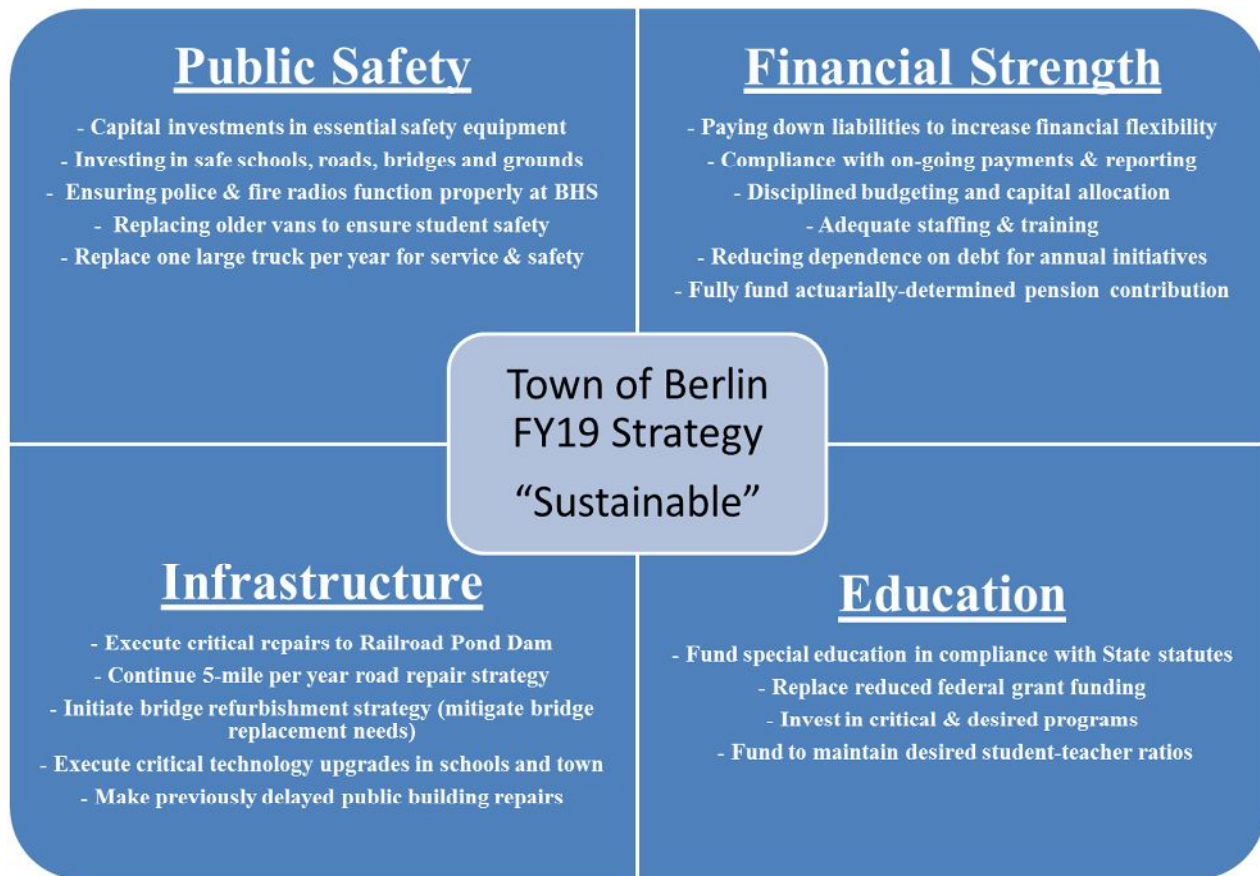 Public Safety
- Capital investments in essential safety equipment
- Investing in safe schools, roads, bridges and grounds
- Ensuring police & fire radios function properly at BHS
- Replacing older vans to ensure student safety
- Replace one large truck per year for service & safety
Financial Strength
- Paying down liabilities to increase financial flexibility
- Compliance with on-going payments & reporting
- Disciplined budgeting and capital allocation
- Adequate staffing & training
- Reducing dependence on debt for annual initiatives
- Fully fund actuarially-determined pension contribution
Town of Berlin
FY19 Strategy
“Sustainable”
Infrastructure
- Execute critical repairs to Railroad Pond Dam
- Continue 5-mile per year road repair strategy
- Initiate bridge refurbishment strategy (mitigate bridge
replacement needs)
- Execute critical technology upgrades in schools and town
- Make previously delayed public building repairs
Education
- Fund special education in compliance with State statutes
- Replace reduced federal grant funding
- Invest in critical & desired programs
- Fund to maintain desired student-teacher ratios